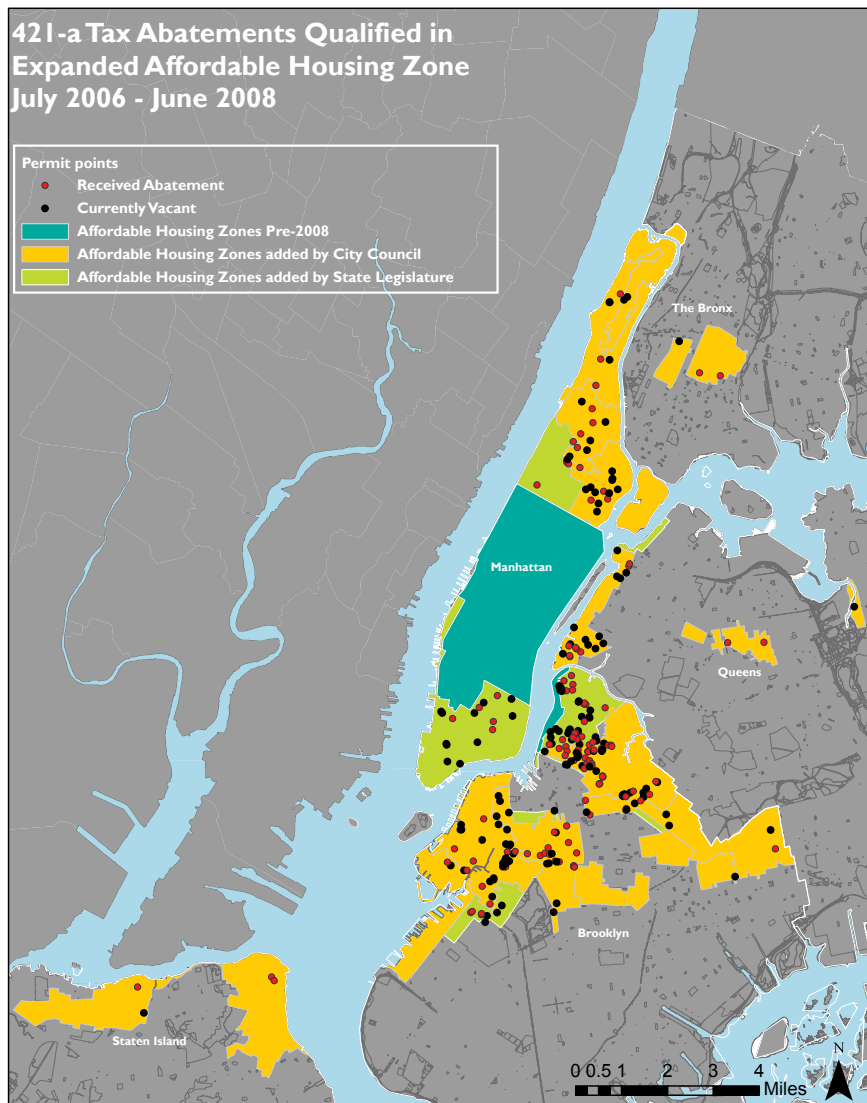 421-a Tax Abatements Qualified in
Expanded Affordable Housing Zone
July 2006 - June 2008
Permit points
Received Abatement
Currently Vacant
Affordable Housing Zones Pre-2008
Affordable Housing Zones added by City Council
Affordable Housing Zones added by State Legislature
The Bronx
Manhattan
Queens
Brooklyn
Staten Island
N
0 0.5 1 2 3 4
Miles